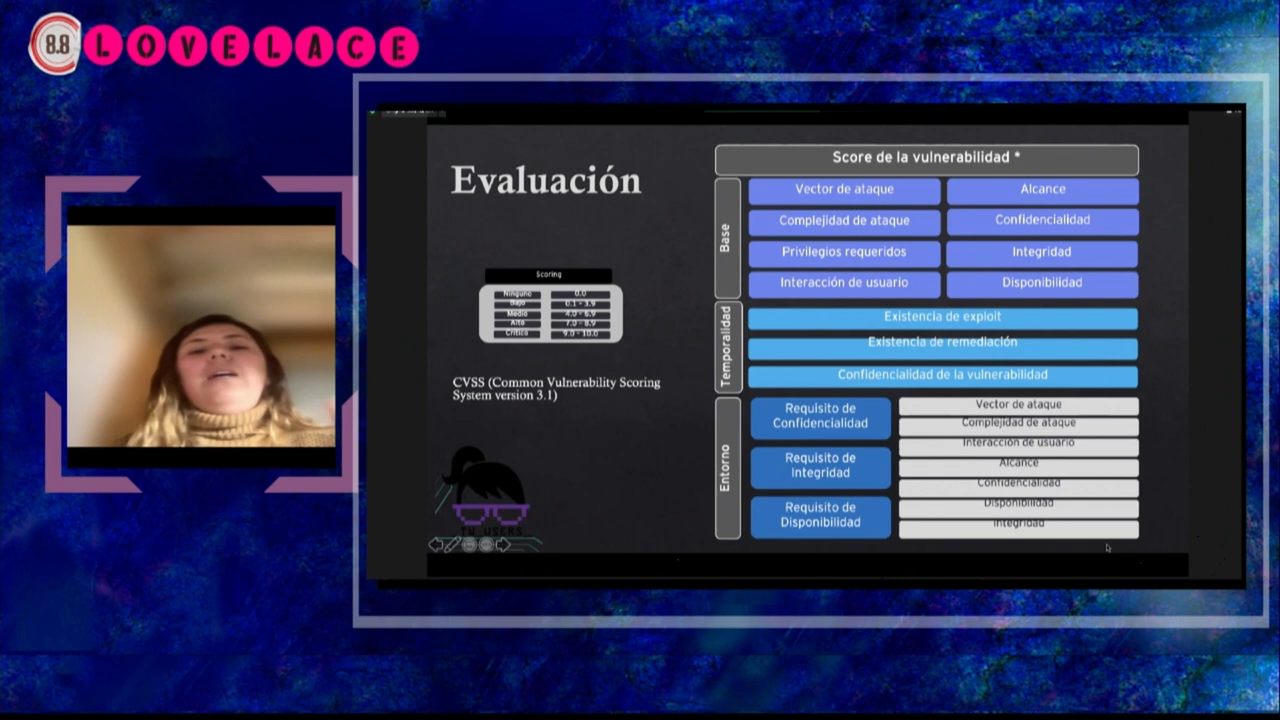 8.8 LOVELACE
Evaluación
Scoring
Ninguno 0.0
Bajo 0.1 - 3.9
Medio 4.0 - 6.9
Alto 7.0 - 8.9
Crítico 9.0 - 10.0
CVSS (Common Vulnerability Scoring
System version 3.1)
Score de la vulnerabilidad *
Base
Vector de ataque
Alcance
Complejidad de ataque
Confidencialidad
Privilegios requeridos
Integridad
Interacción de usuario
Disponibilidad
Temporalidad
Existencia de exploit
Existencia de remediación
Confidencialidad de la vulnerabilidad
Entorno
Requisito de
Confidencialidad
Requisito de
Integridad
Requisito de
Disponibilidad
Vector de ataque
Complejidad de ataque
Interacción de usuario
Alcance
Confidencialidad
Disponibilidad
Integridad